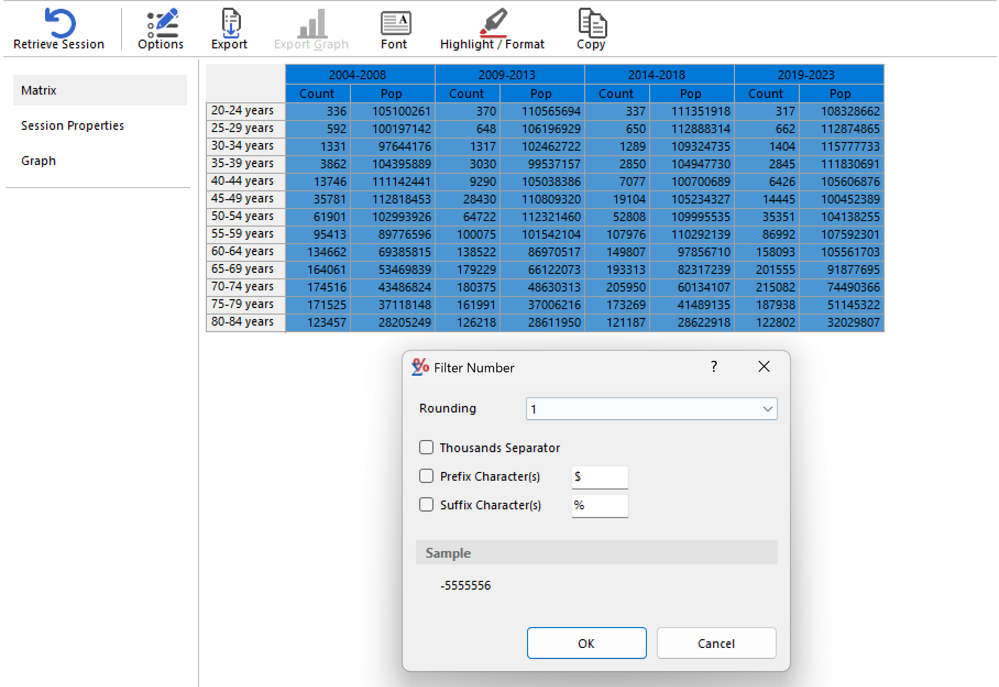 Retrieve Session Options Export Export Graph Font Highlight / Format Copy
Matrix
Session Properties
Graph
2004-2008 2009-2013 2014-2018 2019-2023
Count Pop Count Pop Count Pop Count Pop
20-24 years 336 105100261 370 110565694 337 111351918 317 108328662
25-29 years 592 100197142 648 106196929 650 112888314 662 112874865
30-34 years 1331 97644176 1317 102462722 1289 109324735 1404 115777733
35-39 years 3862 104395889 3030 99537157 2850 104947730 2845 111830691
40-44 years 13746 111142441 9290 105038386 7077 100700689 6426 105606876
45-49 years 35781 112818453 28430 110809320 19104 105234327 14445 100452389
50-54 years 61901 102993926 64722 112321460 52808 109995535 35351 104138255
55-59 years 95413 89776596 100075 101542104 107976 110292139 86992 107592301
60-64 years 134662 69385815 138522 86970517 149807 97856710 158093 105561703
65-69 years 164061 53469839 179229 66122073 193313 82317239 201555 91877695
70-74 years 174516 43486824 180375 48630313 205950 60134107 215082 74490366
75-79 years 171525 37118148 161991 37006216 173269 41489135 187938 51145322
80-84 years 123457 28205249 126218 28611950 121187 28622918 122802 32029807
Filter Number ?
Rounding 1
Thousands Separator
Prefix Character(s) $
Suffix Character(s) %
Sample
-5555556
OK Cancel